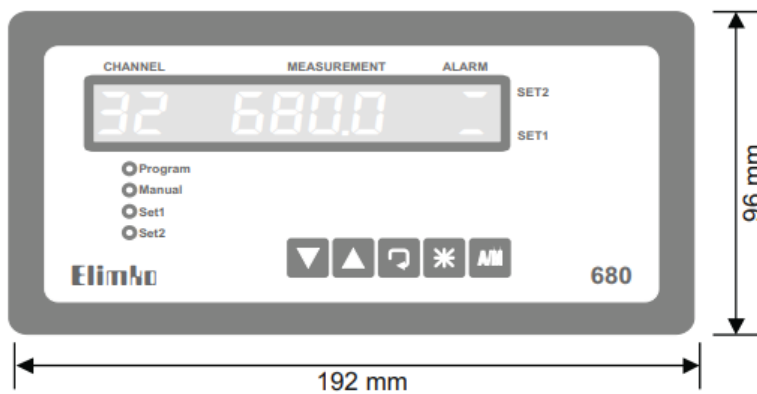 CHANNEL MEASUREMENT ALARM
32 680.0
SET2
SET1
Program
Manual
Set1
Set2
A/M
Elimko
680
96 mm
192 mm